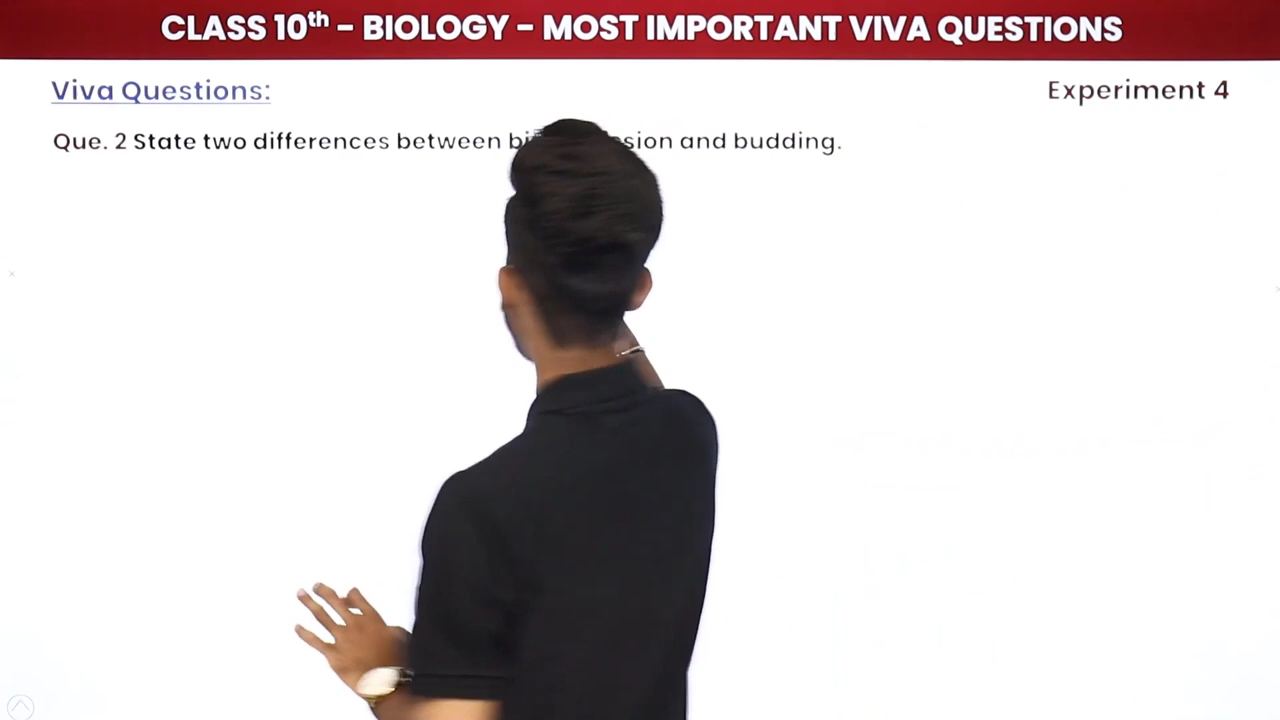 CLASS 10th - BIOLOGY - MOST IMPORTANT VIVA QUESTIONS
Viva Questions:
Experiment 4
Que. 2 State two differences between and budding.